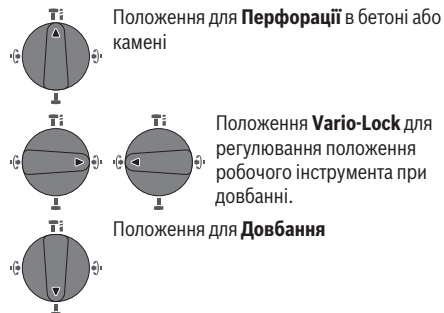 Положення для Перфорації в бетоні або
камені
Положення Vario-Lock для
регулювання положення
робочого інструмента при
довбанні.
Положення для Довбання